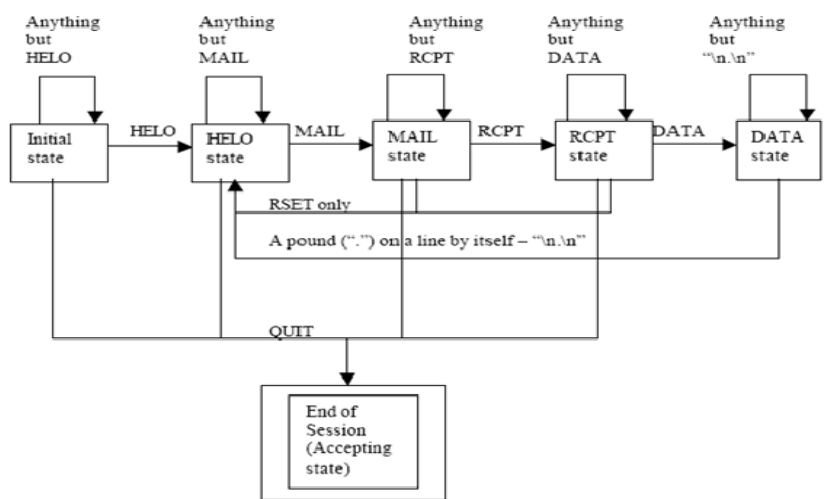 Anything
but
HELO
Anything
but
MAIL
Anything
but
RCPT
Anything
but
DATA
Anything
but
“\n.\n”
Initial
state
HELO
HELO
state
MAIL
MAIL
state
RCPT
RCPT
state
DATA
DATA
state
RSET only
A pound (“.”) on a line by itself – “\n.\n”
QUIT
End of
Session
(Accepting
state)